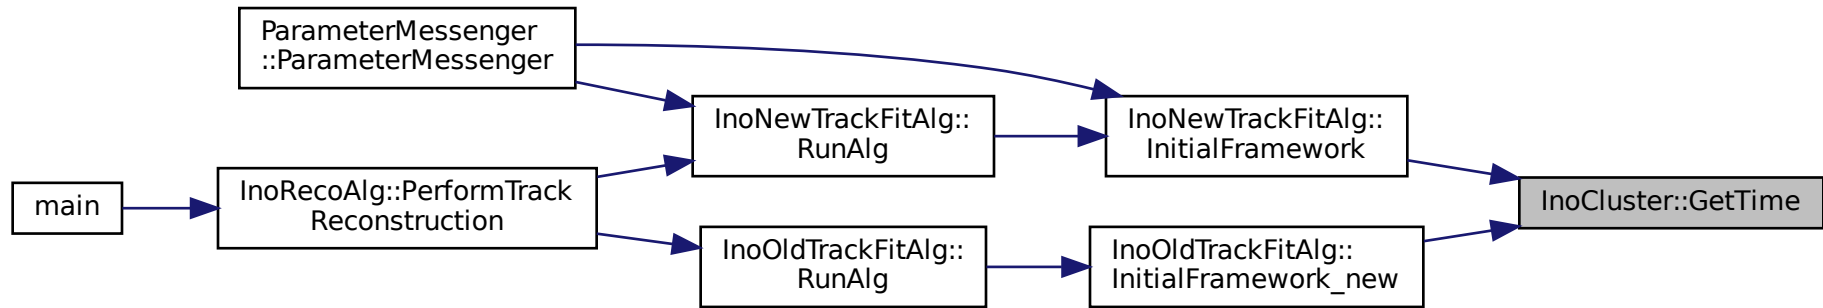 ParameterMessenger
::ParameterMessenger
InoNewTrackFitAlg::
RunAlg
InoNewTrackFitAlg::
InitialFramework
main
InoRecoAlg::PerformTrack
Reconstruction
InoCluster::GetTime
InoOldTrackFitAlg::
RunAlg
InoOldTrackFitAlg::
InitialFramework_new